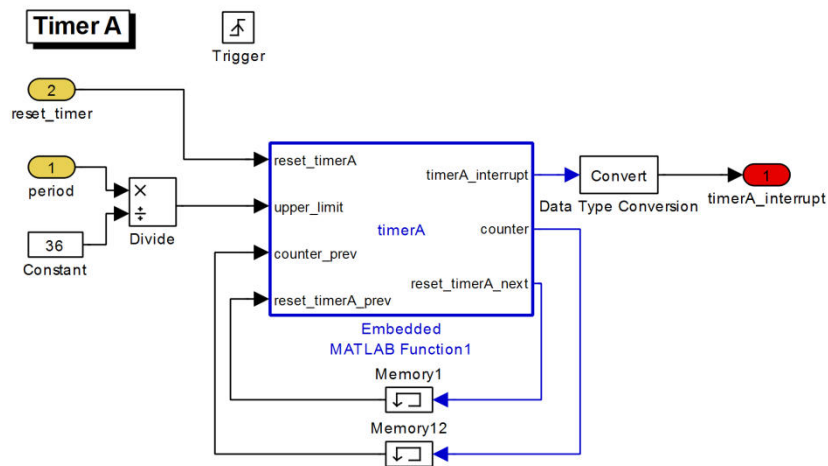 Timer A
Trigger
2
reset_timer
1
period
×
÷
Divide
36
Constant
reset_timerA
upper_limit
counter_prev
reset_timerA_prev
timerA
timerA_interrupt
counter
reset_timerA_next
Embedded
MATLAB Function1
Convert
Data Type Conversion
1
timerA_interrupt
Memory1
Memory12